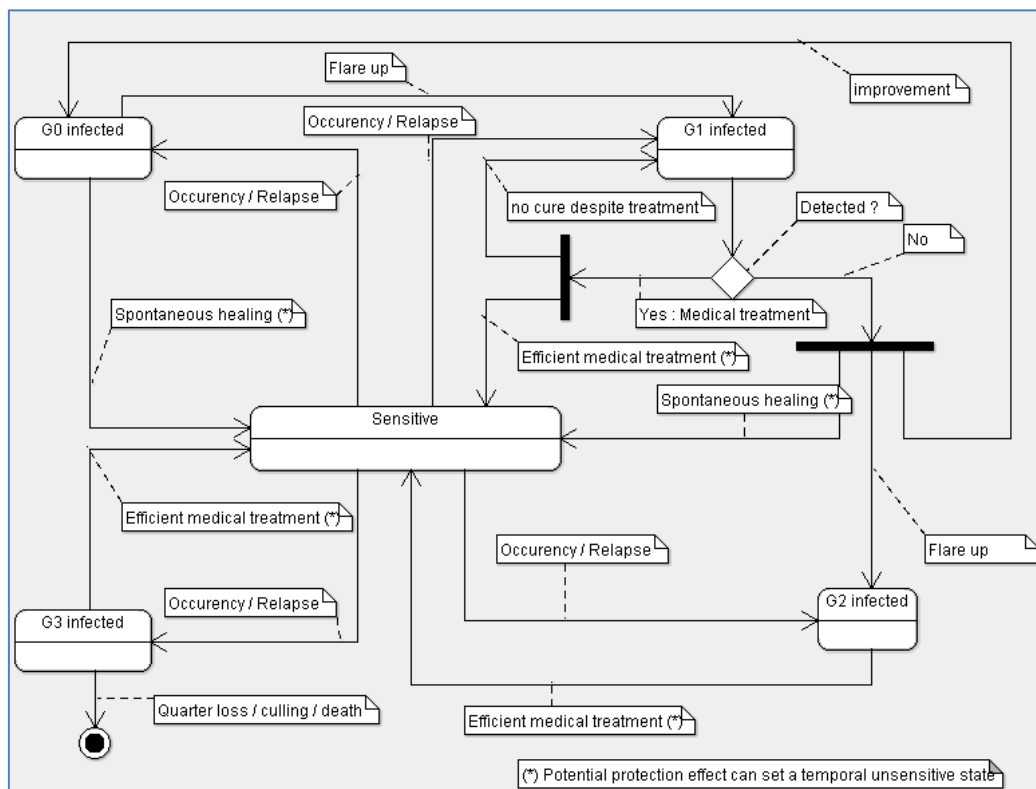 Flare up
improvement
G0 infected
Occurency / Relapse
G1 infected
Occurency / Relapse
no cure despite treatment
Detected ?
No
Spontaneous healing (*)
Yes : Medical treatment
Efficient medical treatment (*)
Spontaneous healing (*)
Sensitive
Efficient medical treatment (*)
Occurency / Relapse
Flare up
Occurency / Relapse
G2 infected
G3 infected
Quarter loss / culling / death
Efficient medical treatment (*)
(*) Potential protection effect can set a temporal unsensitive state